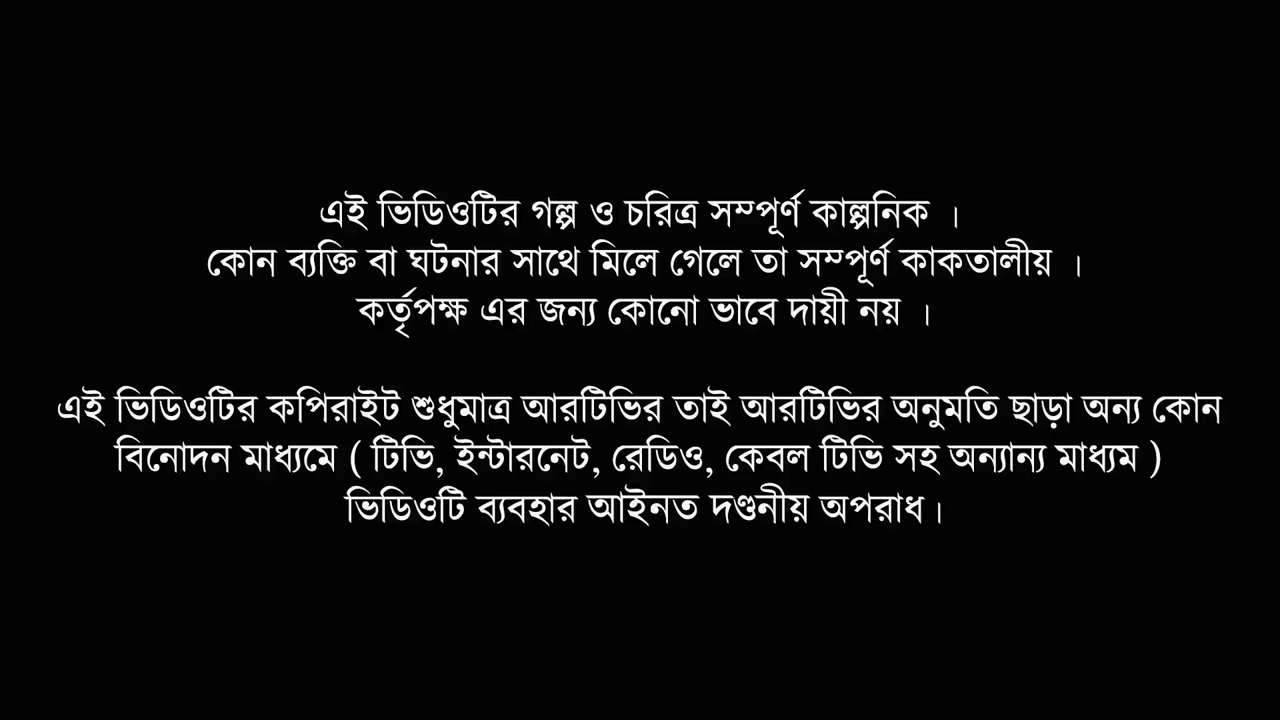 এই ভিডিওটির গল্প ও চরিত্র সম্পূর্ণ কাল্পনিক ।
কোন ব্যক্তি বা ঘটনার সাথে মিলে গেলে তা সম্পূর্ণ কাকতালীয় ।
কর্তৃপক্ষ এর জন্য কোনো ভাবে দায়ী নয় ।
এই ভিডিওটির কপিরাইট শুধুমাত্র আরটিভির তাই আরটিভির অনুমতি ছাড়া অন্য কোন
বিনোদন মাধ্যমে ( টিভি, ইন্টারনেট, রেডিও, কেবল টিভি সহ অন্যান্য মাধ্যম )
ভিডিওটি ব্যবহার আইনত দণ্ডনীয় অপরাধ।